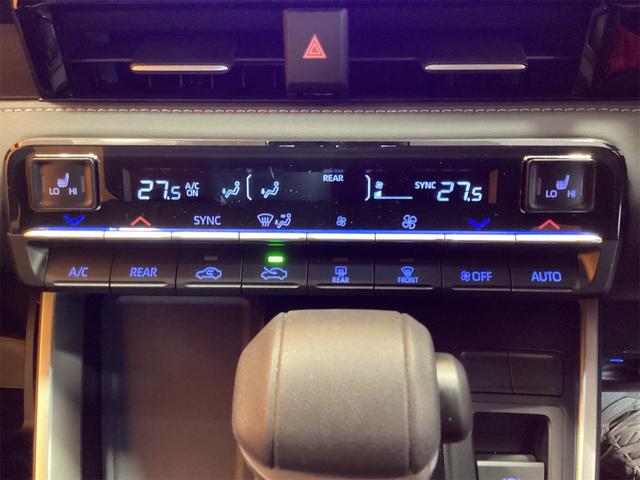 REAR
LO HI 27.5 A/C ON SYNC 27.5 LO HI
SYNC
A/C REAR REAR FRONT OFF AUTO